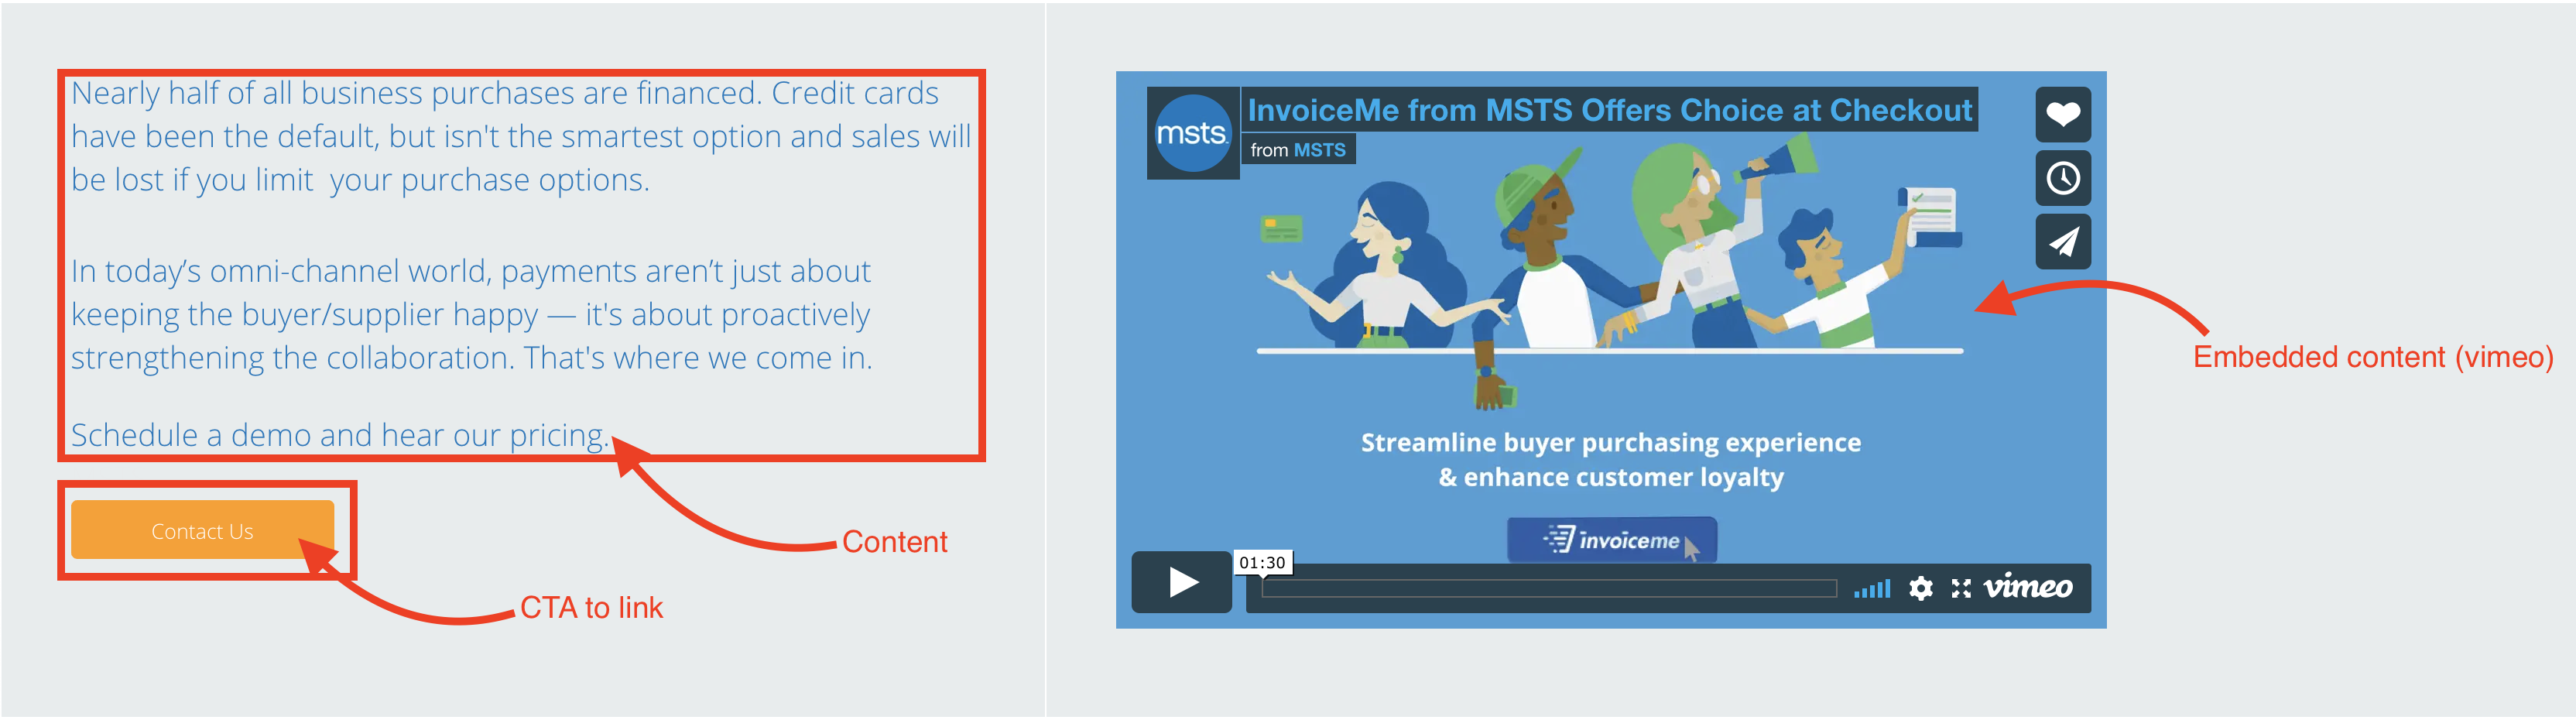 Nearly half of all business purchases are financed. Credit cards
have been the default, but isn't the smartest option and sales will
be lost if you limit  your purchase options.
In today’s omni-channel world, payments aren’t just about
keeping the buyer/supplier happy — it's about proactively
strengthening the collaboration. That's where we come in.
Schedule a demo and hear our pricing.
Contact Us
Content
CTA to link
msts
InvoiceMe from MSTS Offers Choice at Checkout
from MSTS
Streamline buyer purchasing experience
& enhance customer loyalty
invoiceme
01:30
vimeo
Embedded content (vimeo)